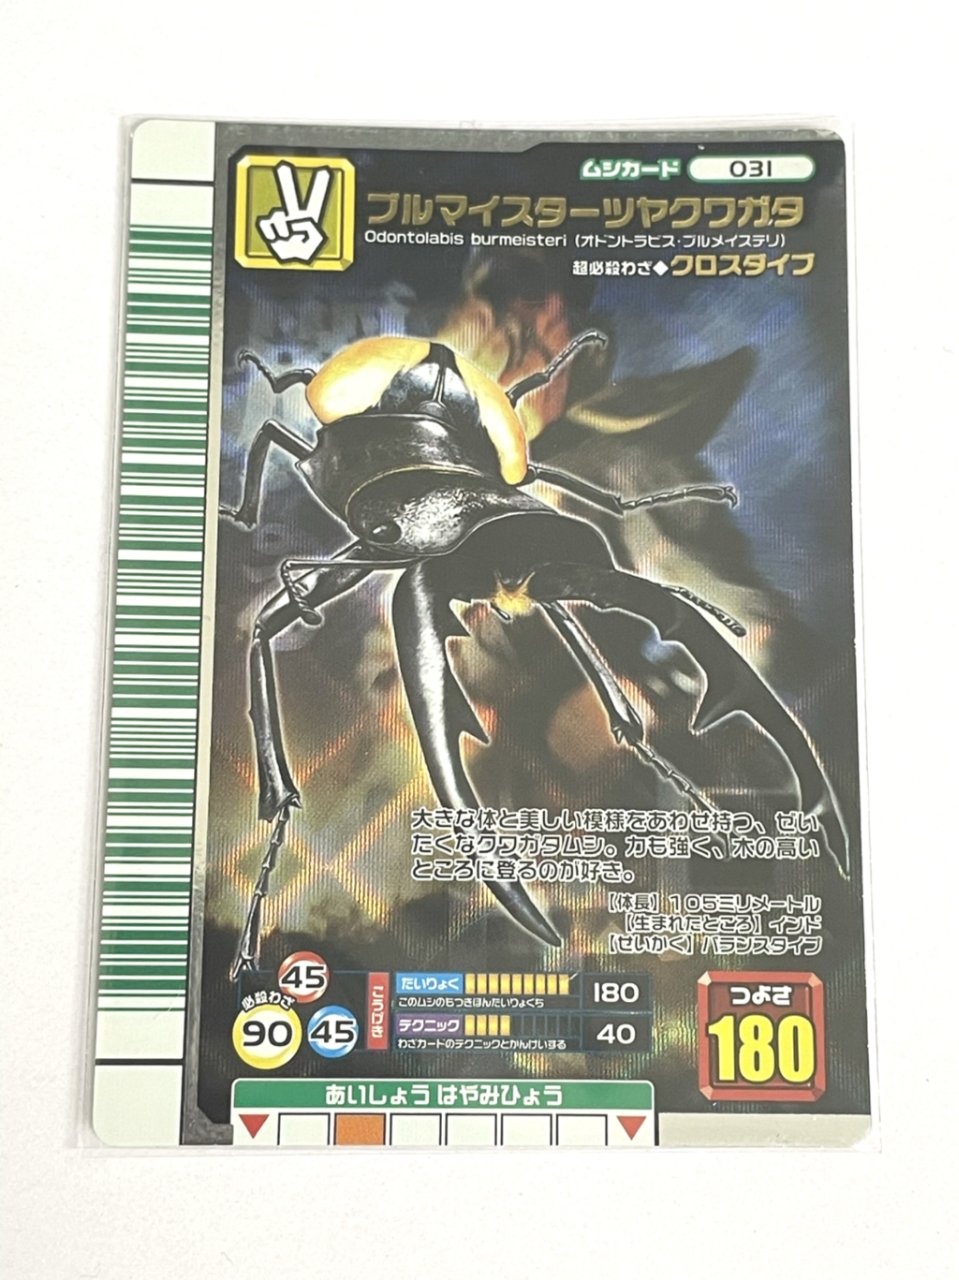 ムシカード 031
ブルマイスターツヤクワガタ
Odontolabis burmeisteri (オドントラビス・ブルメイステリ)
超必殺わざ◆クロスタイプ
大きな体と美しい模様をあわせ持つ、ぜい
たくなクワガタムシ。力も強く、木の高い
ところに登るのが好き。
【体長】105ミリメートル
【生まれたところ】インド
【せいかく】バランスタイプ
45
必殺わざ
90
45
こうげき
たいりょく 180
このムシのもつきほんたいりょくち
テクニック 40
わざカードのテクニックとかんけいする
つよさ
180
あいしょう はやみひょう